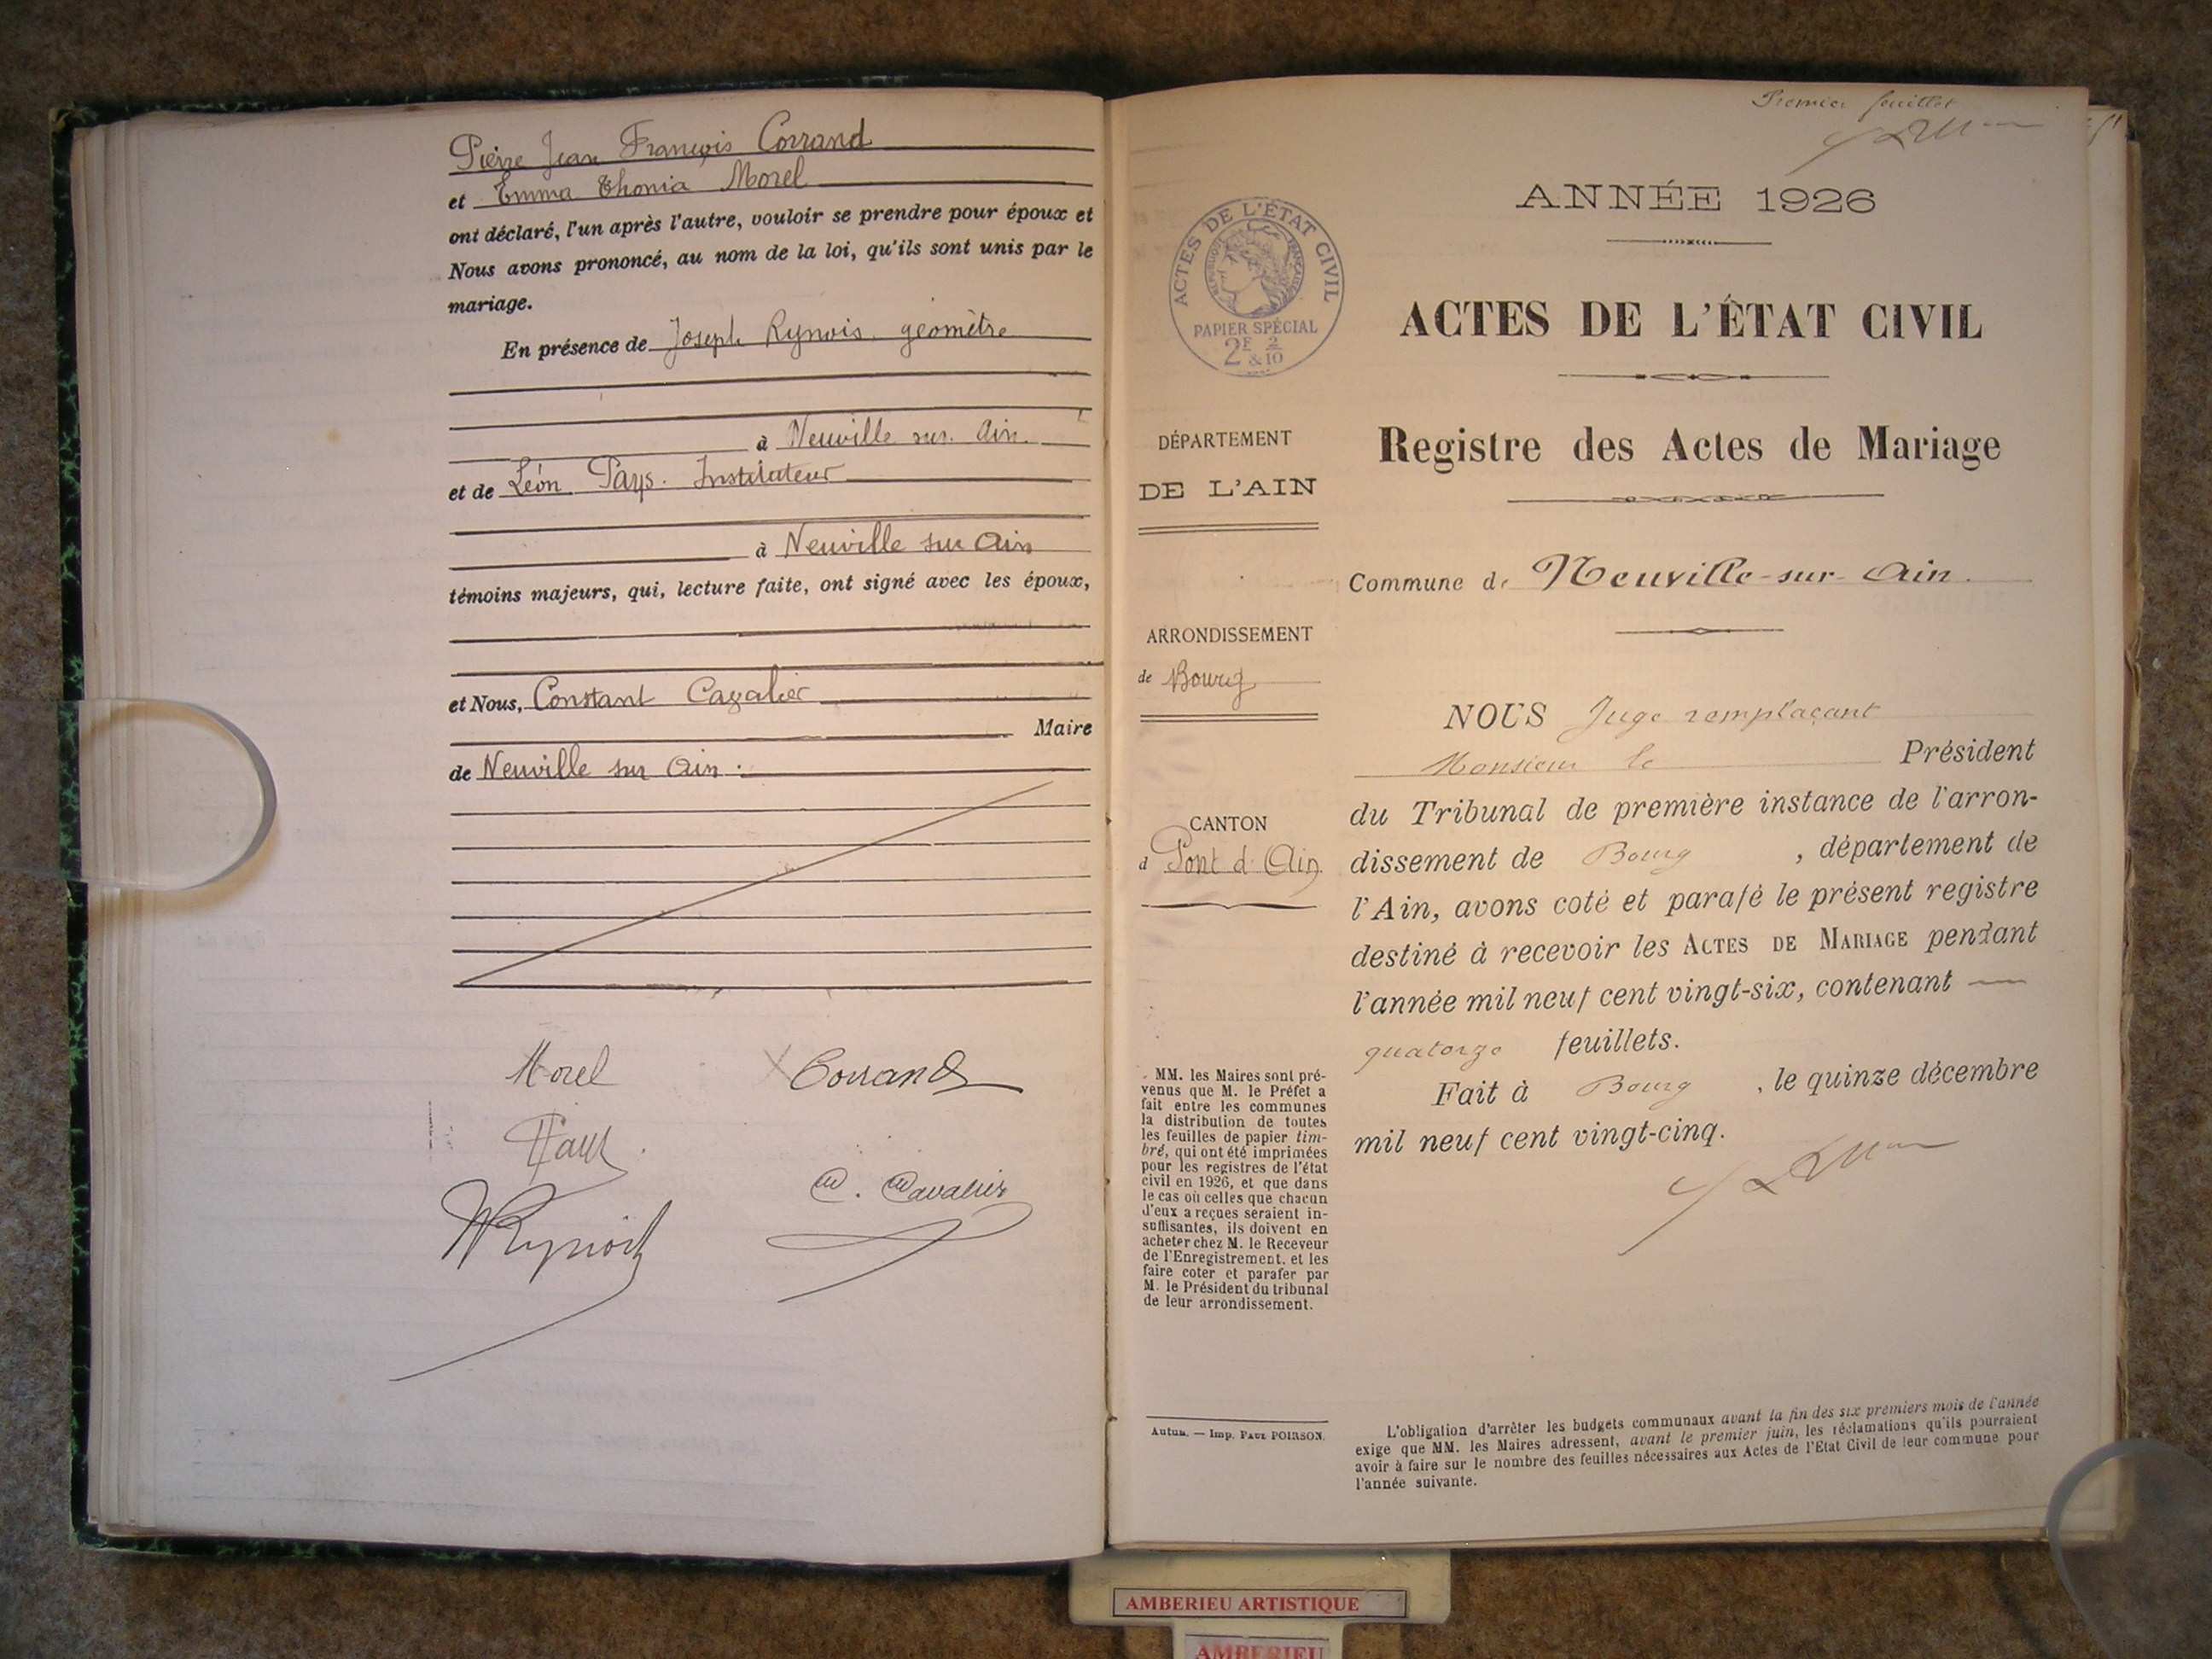 Pierre Jean François Corrand
et Emma Thonia Morel
ont déclaré, l'un après l'autre, vouloir se prendre pour époux et
Nous avons prononcé, au nom de la loi, qu'ils sont unis par le
mariage.
En présence de Joseph Rynois. géomètre
à Neuville sur Ain.
et de Léon Pays. Instituteur
à Neuville sur Ain
témoins majeurs, qui, lecture faite, ont signé avec les époux,
et Nous, Constant Cavalier
Maire
de Neuville sur Ain.
Morel
Corrand
Pays
C. Cavalier
Premier feuillet
ANNÉE 1926
ACTES DE L'ÉTAT CIVIL
RÉPUBLIQUE FRANÇAISE
PAPIER SPÉCIAL
2F 2
& 10
ACTES DE L'ÉTAT CIVIL
Registre des Actes de Mariage
DÉPARTEMENT
DE L'AIN
Commune de Neuville-sur-Ain.
ARRONDISSEMENT
de Bourg
CANTON
d Pont d'Ain
NOUS Juge remplaçant
Monsieur le Président
du Tribunal de première instance de l'arron-
dissement de Bourg, département de
l'Ain, avons coté et parafé le présent registre
destiné à recevoir les ACTES DE MARIAGE pendant
l'année mil neuf cent vingt-six, contenant
quatorze feuillets.
Fait à Bourg, le quinze décembre
mil neuf cent vingt-cinq.
MM. les Maires sont pré-
venus que M. le Préfet a
fait entre les communes
la distribution de toutes
les feuilles de papier tim-
bré, qui ont été imprimées
pour les registres de l'état
civil en 1926, et que dans
le cas où celles que chacun
d'eux a reçues seraient in-
suffisantes, ils doivent en
acheter chez M. le Receveur
de l'Enregistrement, et les
faire coter et parafer par
M. le Président du tribunal
de leur arrondissement.
Autun. — Imp. PAUL POIRSON.
L'obligation d'arrêter les budgets communaux avant la fin des six premiers mois de l'année
exige que MM. les Maires adressent, avant le premier juin, les réclamations qu'ils pourraient
avoir à faire sur le nombre des feuilles nécessaires aux Actes de l'État Civil de leur commune pour
l'année suivante.
AMBERIEU ARTISTIQUE
AMBERIEU